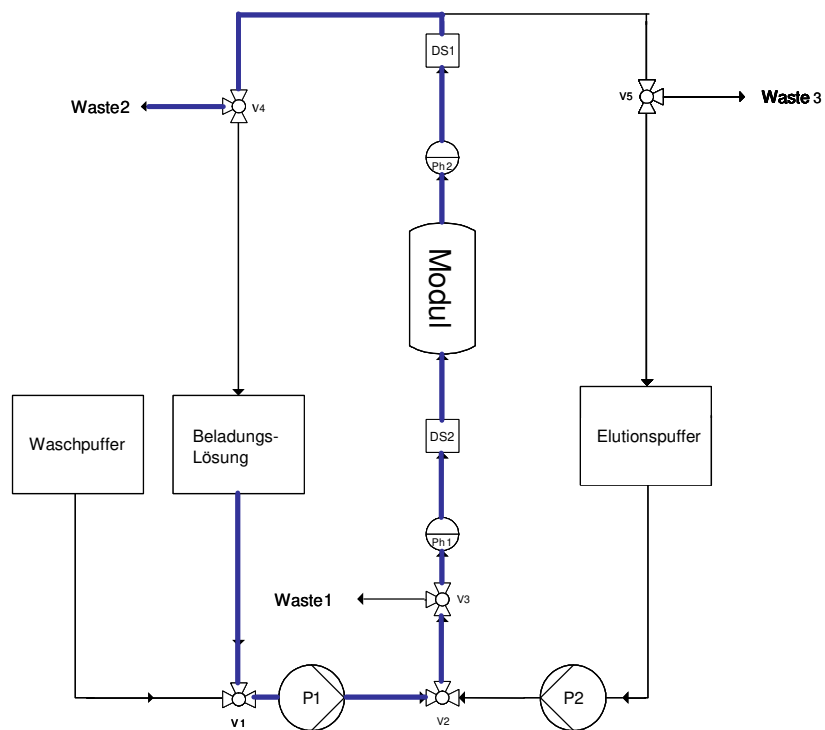 DS1
Waste2
V4
V5
Waste 3
Ph2
Modul
Waschpuffer
Beladungs-
Lösung
DS2
Elutionspuffer
Ph1
Waste1
V3
P1
P2
V1
V2